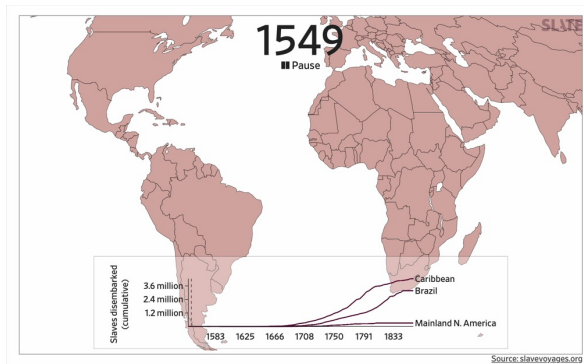 SLATE
1549
Pause
Slaves disembarked
(cumulative)
3.6 million
2.4 million
1.2 million
1583 1625 1666 1708 1750 1791 1833
Caribbean
Brazil
Mainland N. America
Source: slavevoyages.org